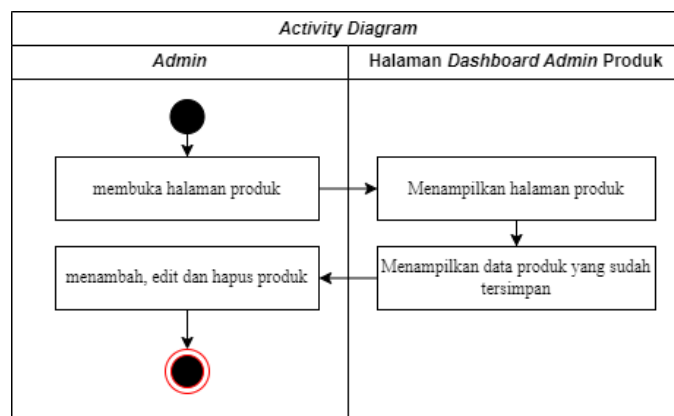 Activity Diagram
Admin
Halaman Dashboard Admin Produk
membuka halaman produk
Menampilkan halaman produk
menambah, edit dan hapus produk
Menampilkan data produk yang sudah
tersimpan